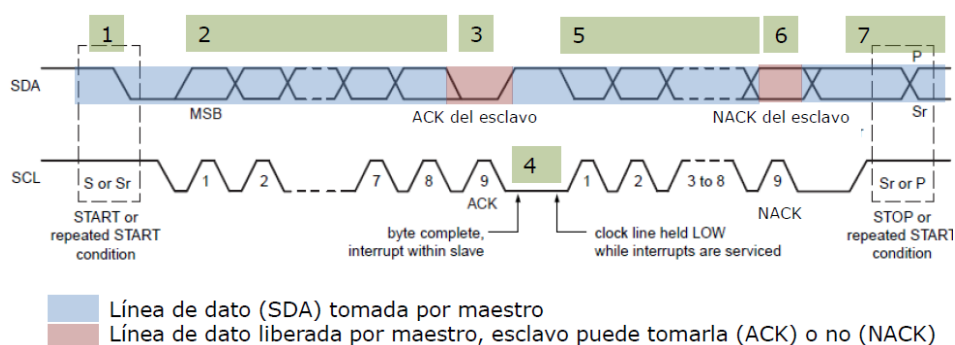 1 2 3 5 6 7
P
SDA
MSB ACK del esclavo NACK del esclavo Sr
4
SCL S or Sr 1 2 7 8 9 1 2 3 to 8 9 Sr or P
ACK NACK
START or
repeated START
condition
byte complete,
interrupt within slave
clock line held LOW
while interrupts are serviced
STOP or
repeated START
condition
Línea de dato (SDA) tomada por maestro
Línea de dato liberada por maestro, esclavo puede tomarla (ACK) o no (NACK)